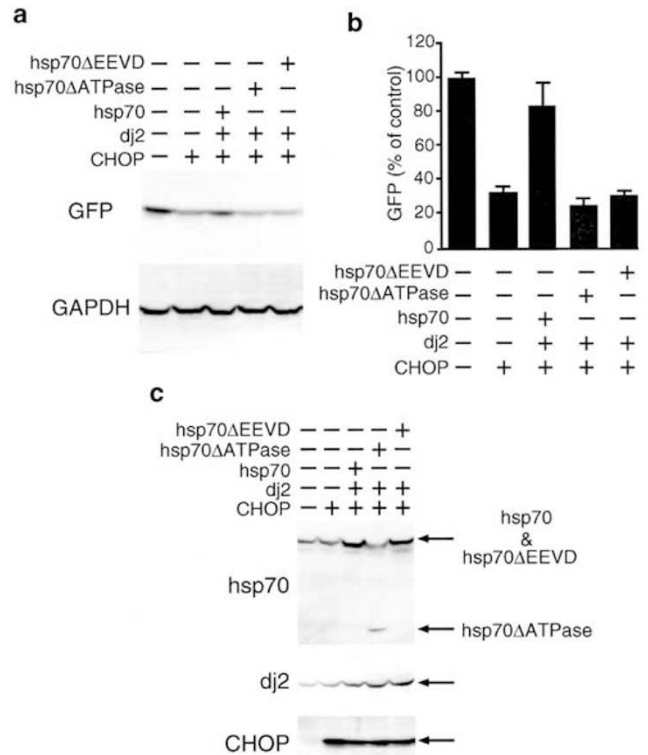 a
hsp70ΔEEVD – – – – +
hsp70ΔATPase – – – + –
hsp70 – – + – –
dj2 – – + + +
CHOP – + + + +
GFP
GAPDH
b
GFP (% of control)
120
100
80
60
40
20
0
hsp70ΔEEVD – – – – +
hsp70ΔATPase – – – + –
hsp70 – – + – –
dj2 – – + + +
CHOP – + + + +
c
hsp70ΔEEVD – – – – +
hsp70ΔATPase – – – + –
hsp70 – – + – –
dj2 – – + + +
CHOP – + + + +
hsp70
hsp70
&
hsp70ΔEEVD
hsp70ΔATPase
dj2
CHOP